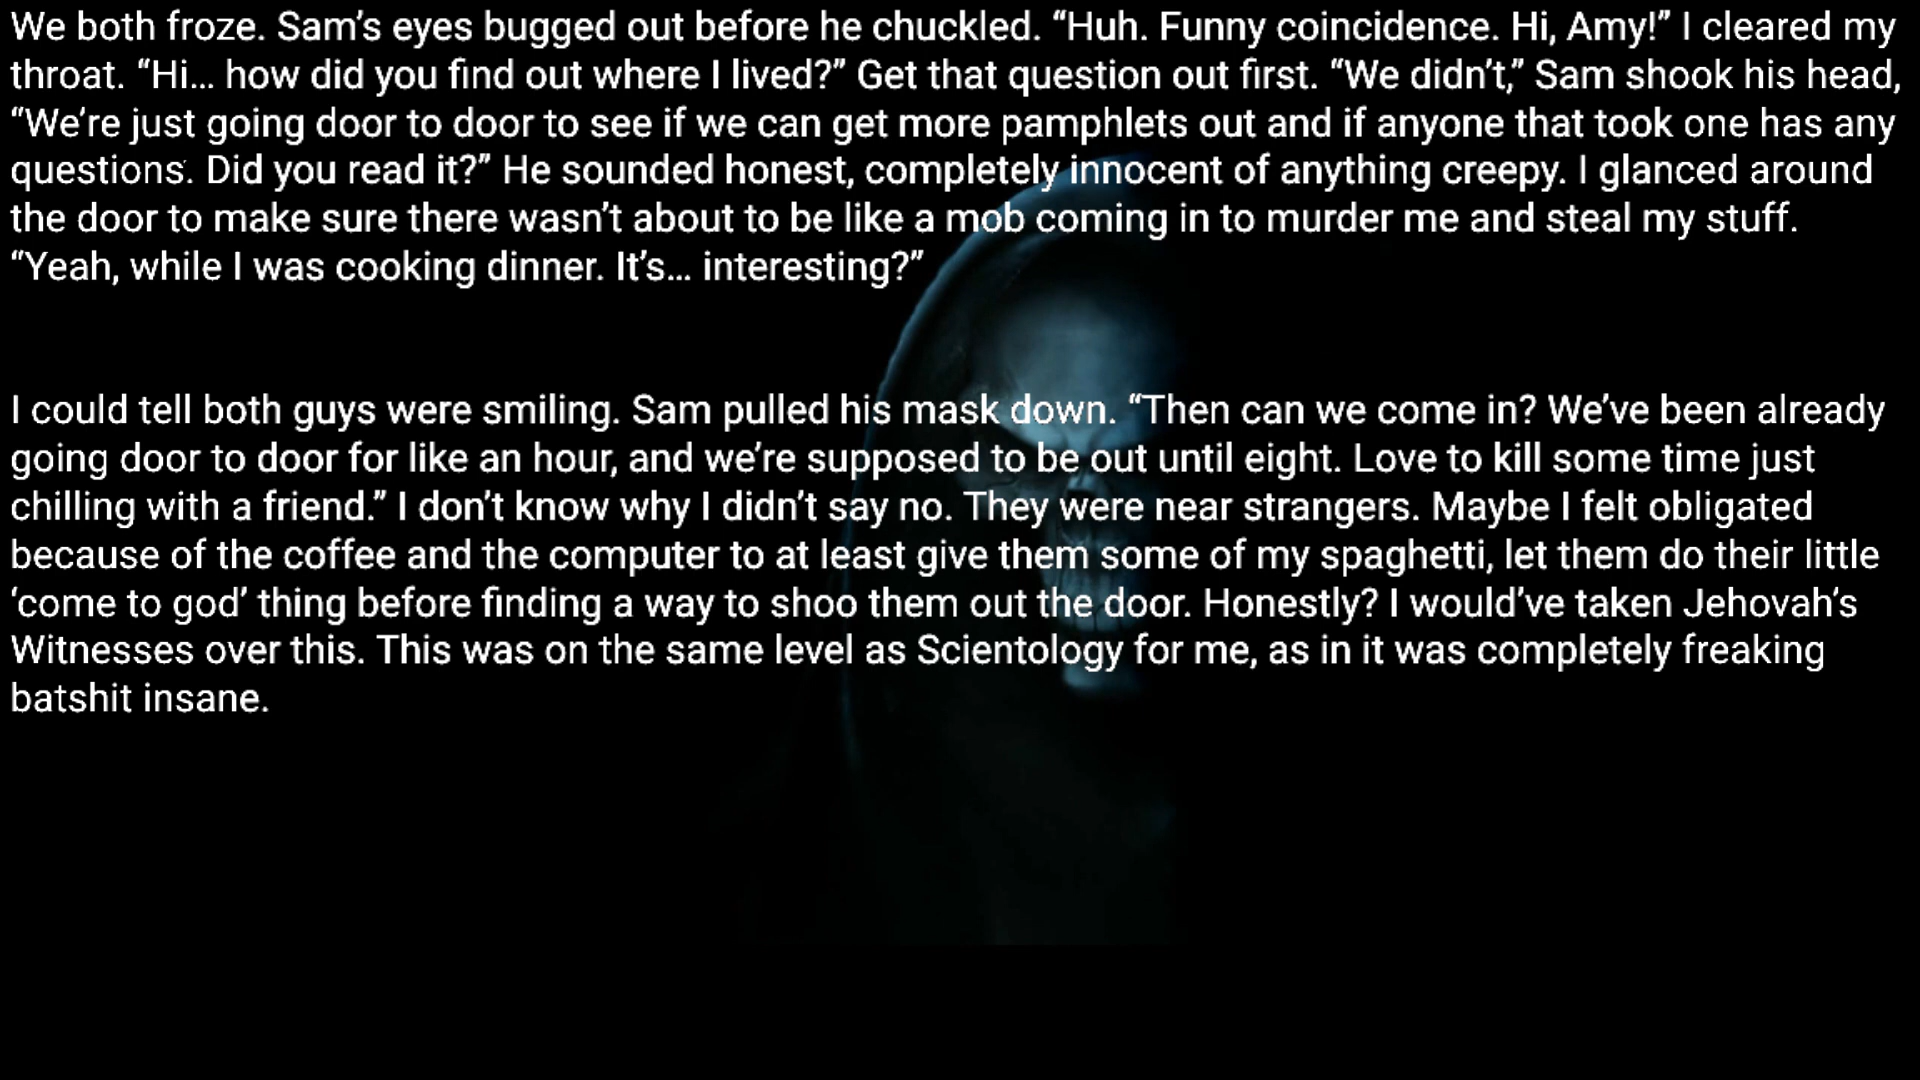 We both froze. Sam’s eyes bugged out before he chuckled. “Huh. Funny coincidence. Hi, Amy!” I cleared my
throat. “Hi… how did you find out where I lived?” Get that question out first. “We didn’t,” Sam shook his head,
“We’re just going door to door to see if we can get more pamphlets out and if anyone that took one has any
questions. Did you read it?” He sounded honest, completely innocent of anything creepy. I glanced around
the door to make sure there wasn’t about to be like a mob coming in to murder me and steal my stuff.
“Yeah, while I was cooking dinner. It’s… interesting?”
I could tell both guys were smiling. Sam pulled his mask down. “Then can we come in? We’ve been already
going door to door for like an hour, and we’re supposed to be out until eight. Love to kill some time just
chilling with a friend.” I don’t know why I didn’t say no. They were near strangers. Maybe I felt obligated
because of the coffee and the computer to at least give them some of my spaghetti, let them do their little
‘come to god’ thing before finding a way to shoo them out the door. Honestly? I would’ve taken Jehovah’s
Witnesses over this. This was on the same level as Scientology for me, as in it was completely freaking
batshit insane.